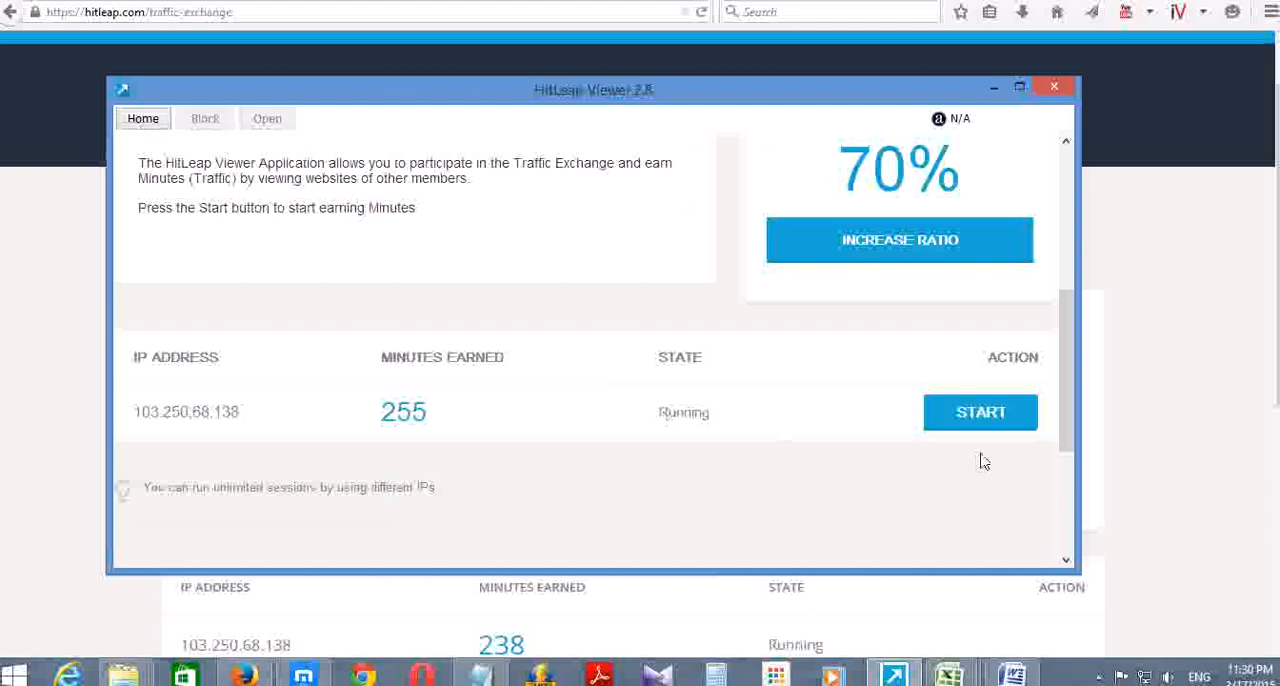 https://hitleap.com/traffic-exchange
Search
HitLeap Viewer 2.8
Home
Block
Open
N/A
The HitLeap Viewer Application allows you to participate in the Traffic Exchange and earn
Minutes (Traffic) by viewing websites of other members.
Press the Start button to start earning Minutes
70%
INCREASE RATIO
IP ADDRESS MINUTES EARNED STATE ACTION
103.250.68.138 255 Running START
You can run unlimited sessions by using different IPs
IP ADDRESS MINUTES EARNED STATE ACTION
103.250.68.138 238 Running
ENG
11:30 PM